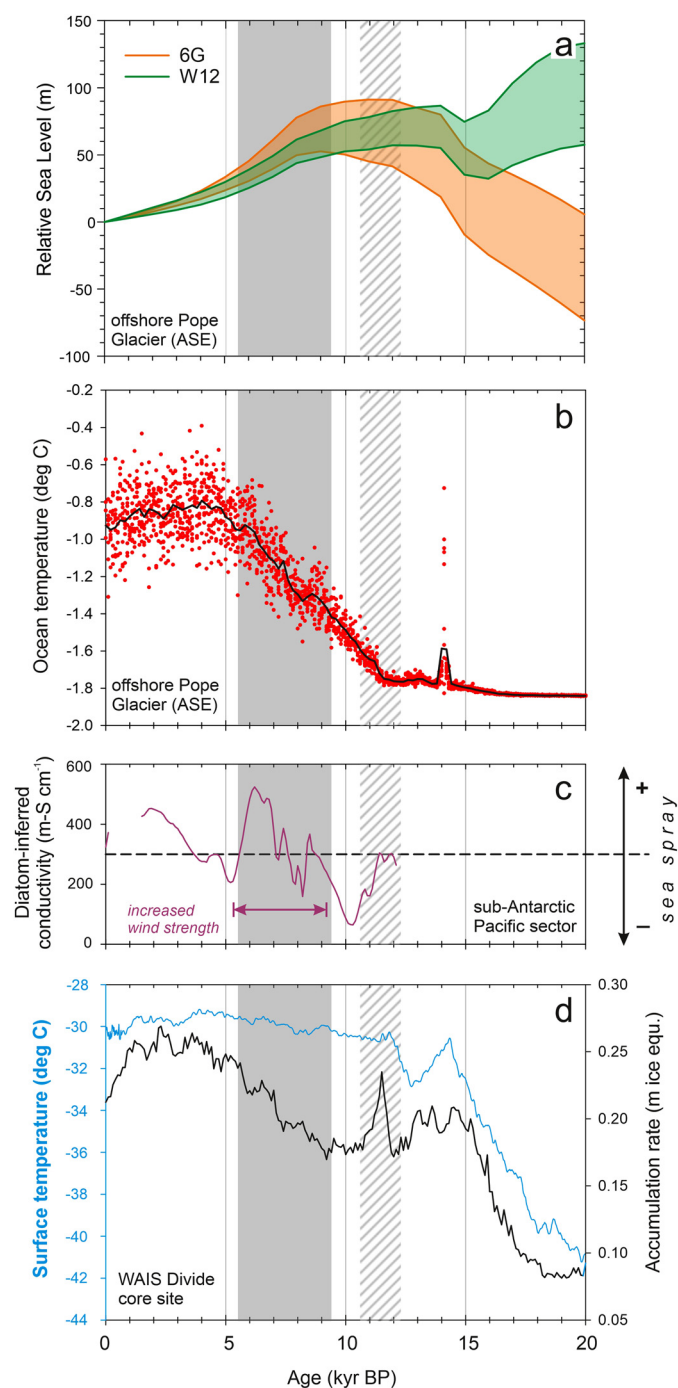 a
6G
W12
150
100
50
0
-50
-100
Relative Sea Level (m)
offshore Pope
Glacier (ASE)
b
-0.2
-0.4
-0.6
-0.8
-1.0
-1.2
-1.4
-1.6
-1.8
-2.0
Ocean temperature (deg C)
offshore Pope
Glacier (ASE)
c
600
400
200
0
Diatom-inferred
conductivity (m-S cm⁻¹)
increased
wind strength
sub-Antarctic
Pacific sector
+
sea spray
–
d
-28
-30
-32
-34
-36
-38
-40
-42
-44
Surface temperature (deg C)
0.30
0.25
0.20
0.15
0.10
0.05
Accumulation rate (m ice equ.)
WAIS Divide
core site
0 5 10 15 20
Age (kyr BP)